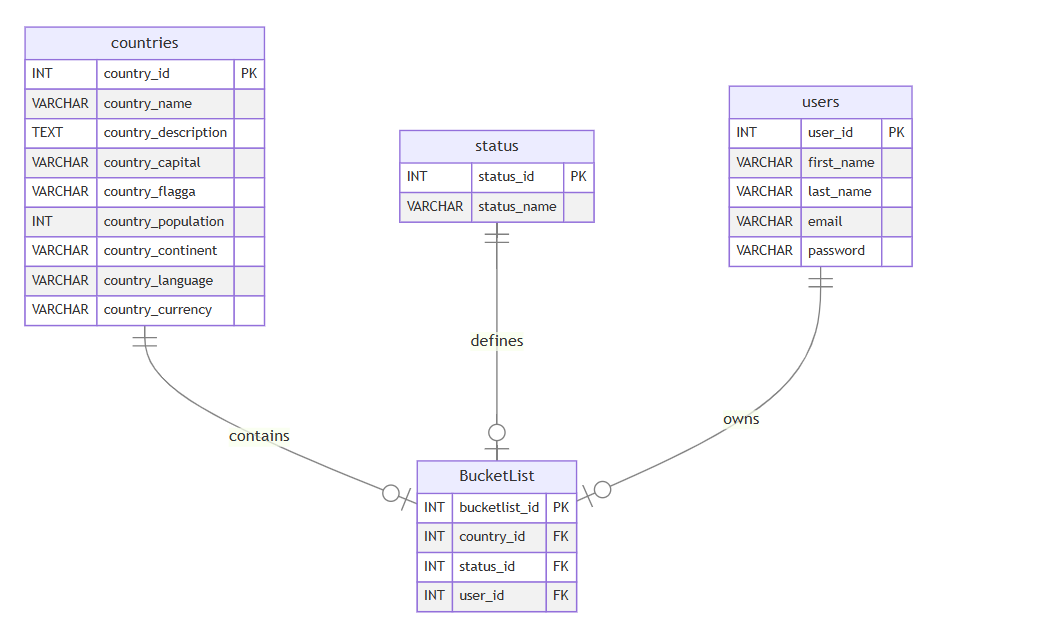 countries
INT country_id PK
VARCHAR country_name
TEXT country_description
VARCHAR country_capital
VARCHAR country_flagga
INT country_population
VARCHAR country_continent
VARCHAR country_language
VARCHAR country_currency
status
INT status_id PK
VARCHAR status_name
users
INT user_id PK
VARCHAR first_name
VARCHAR last_name
VARCHAR email
VARCHAR password
defines
owns
contains
BucketList
INT bucketlist_id PK
INT country_id FK
INT status_id FK
INT user_id FK